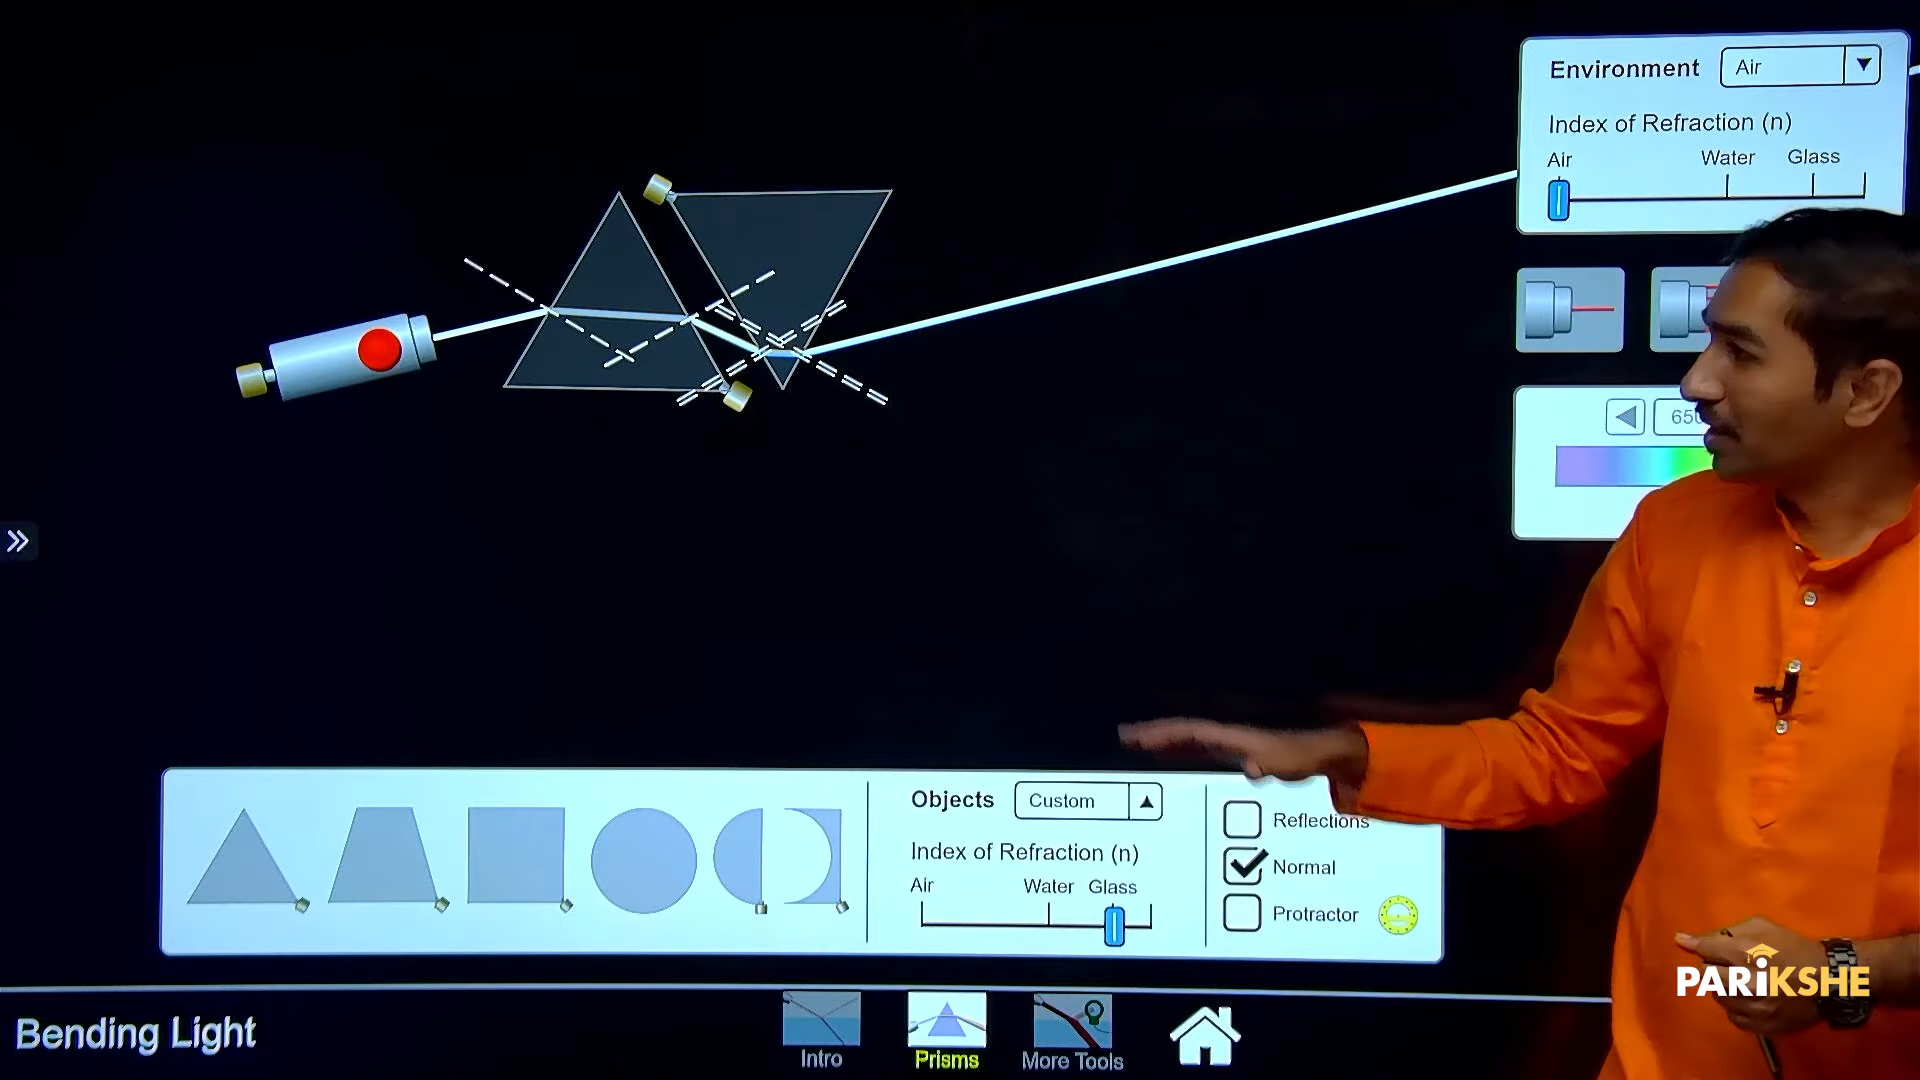 Environment Air
Index of Refraction (n)
Air Water Glass
Objects Custom
Index of Refraction (n)
Air Water Glass
Reflections
Normal
Protractor
PARiKSHE
Bending Light
Intro
Prisms
More Tools